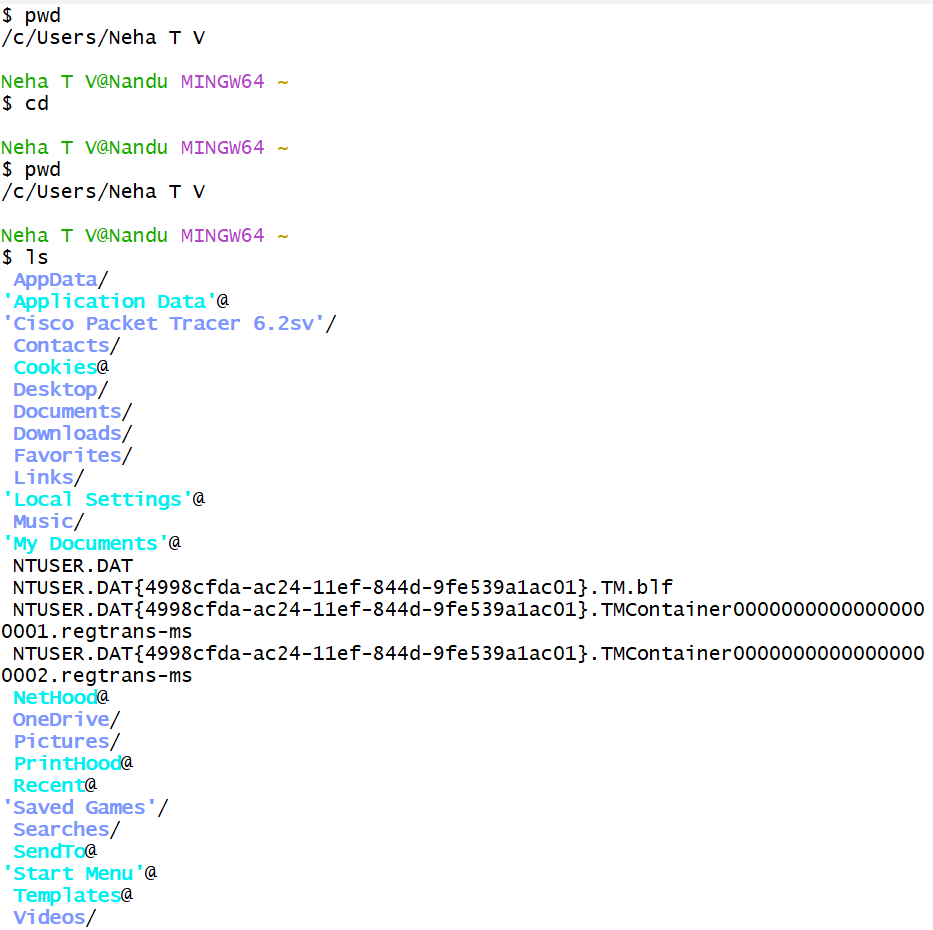 $ pwd
/c/Users/Neha T V
Neha T V@Nandu MINGW64 ~
$ cd
Neha T V@Nandu MINGW64 ~
$ pwd
/c/Users/Neha T V
Neha T V@Nandu MINGW64 ~
$ ls
AppData/
'Application Data'@
'Cisco Packet Tracer 6.2sv'/
Contacts/
Cookies@
Desktop/
Documents/
Downloads/
Favorites/
Links/
'Local Settings'@
Music/
'My Documents'@
NTUSER.DAT
NTUSER.DAT{4998cfda-ac24-11ef-844d-9fe539a1ac01}.TM.blf
NTUSER.DAT{4998cfda-ac24-11ef-844d-9fe539a1ac01}.TMContainer0000000000000000
0001.regtrans-ms
NTUSER.DAT{4998cfda-ac24-11ef-844d-9fe539a1ac01}.TMContainer0000000000000000
0002.regtrans-ms
NetHood@
OneDrive/
Pictures/
PrintHood@
Recent@
'Saved Games'/
Searches/
SendTo@
'Start Menu'@
Templates@
Videos/